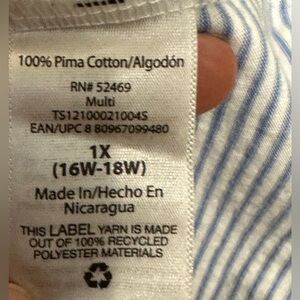 100% Pima Cotton/Algodón
RN# 52469
Multi
TS12100021004S
EAN/UPC 8 80967099480
1X
(16W-18W)
Made In/Hecho En
Nicaragua
THIS LABEL YARN IS MADE
OUT OF 100% RECYCLED
POLYESTER MATERIALS